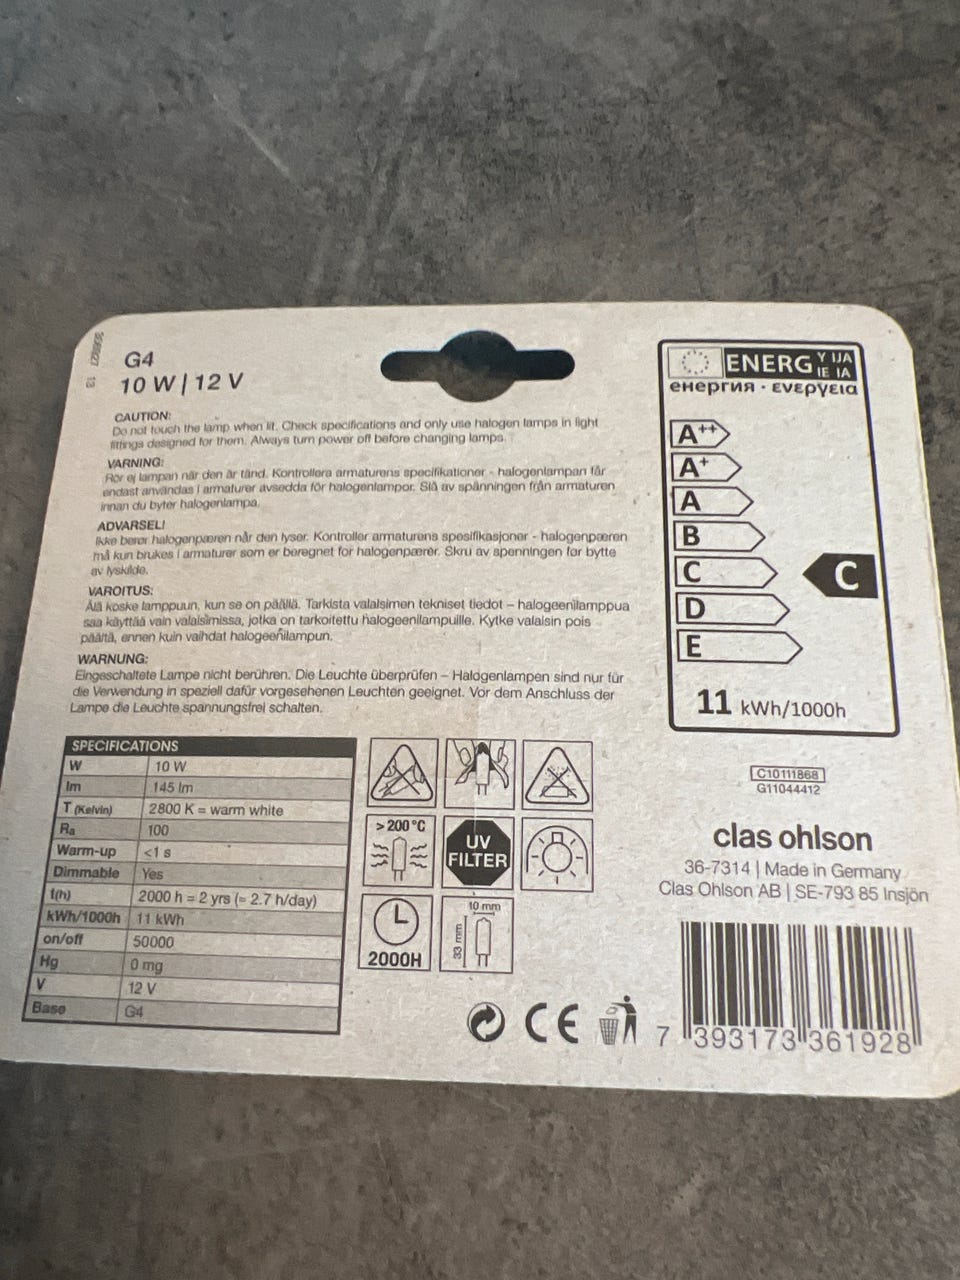 308927 13
G4
10 W | 12 V
CAUTION:
Do not touch the lamp when lit. Check specifications and only use halogen lamps in light
fittings designed for them. Always turn power off before changing lamps.
VARNING:
Rör ej lampan när den är tänd. Kontrollera armaturens specifikationer - halogenlampan får
endast användas i armaturer avsedda för halogenlampor. Slå av spänningen från armaturen
innan du byter halogenlampa.
ADVARSEL!
Ikke berør halogenpæren når den lyser. Kontroller armaturens spesifikasjoner - halogenpæren
må kun brukes i armaturer som er beregnet for halogenpærer. Skru av spenningen før bytte
av lyskilde.
VAROITUS:
Älä koske lamppuun, kun se on päällä. Tarkista valaisimen tekniset tiedot – halogeenilamppua
saa käyttää vain valaisimissa, jotka on tarkoitettu halogeenilampuille. Kytke valaisin pois
päältä, ennen kuin vaihdat halogeenilampun.
WARNUNG:
Eingeschaltete Lampe nicht berühren. Die Leuchte überprüfen – Halogenlampen sind nur für
die Verwendung in speziell dafür vorgesehenen Leuchten geeignet. Vor dem Anschluss der
Lampe die Leuchte spannungsfrei schalten.
SPECIFICATIONS
W 10 W
lm 145 lm
T (Kelvin) 2800 K = warm white
Ra 100
Warm-up <1 s
Dimmable Yes
t(h) 2000 h = 2 yrs (= 2.7 h/day)
kWh/1000h 11 kWh
on/off 50000
Hg 0 mg
V 12 V
Base G4
>200°C
UV
FILTER
2000H
10 mm
33 mm
ENERG Y IJA
IE IA
енергия · ενεργεια
A++
A+
A
B
C
C
D
E
11 kWh/1000h
C10111868
G11044412
clas ohlson
36-7314 | Made in Germany
Clas Ohlson AB | SE-793 85 Insjön
CE
7 393173 361928